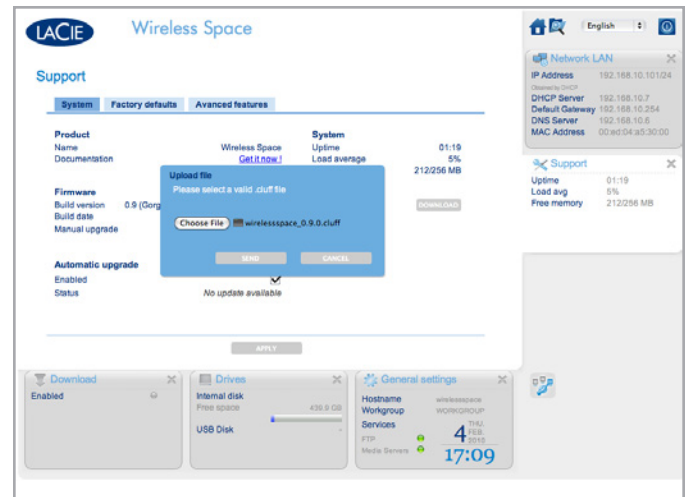 LACIE
Wireless Space
English
Support
System Factory defaults Avanced features
Product
Name Wireless Space
Documentation Get it now !
System
Uptime 01:19
Load average 5%
212/256 MB
Firmware
Build version 0.9 (Gorg
Build date
Manual upgrade
DOWNLOAD
Upload file
Please select a valid .cluff file
Choose File wirelessspace_0.9.0.cluff
SEND CANCEL
Automatic upgrade
Enabled
Status No update available
APPLY
Network LAN
IP Address 192.168.10.101/24
Obtained by DHCP
DHCP Server 192.168.10.7
Default Gateway 192.168.10.254
DNS Server 192.168.10.6
MAC Address 00:ed:04:a5:30:00
Support
Uptime 01:19
Load avg 5%
Free memory 212/256 MB
Download
Enabled
Drives
Internal disk
Free space 439.9 GB
USB Disk -
General settings
Hostname wirelessspace
Workgroup WORKGROUP
Services
FTP
Media Servers
4 THU. FEB. 2010
17:09